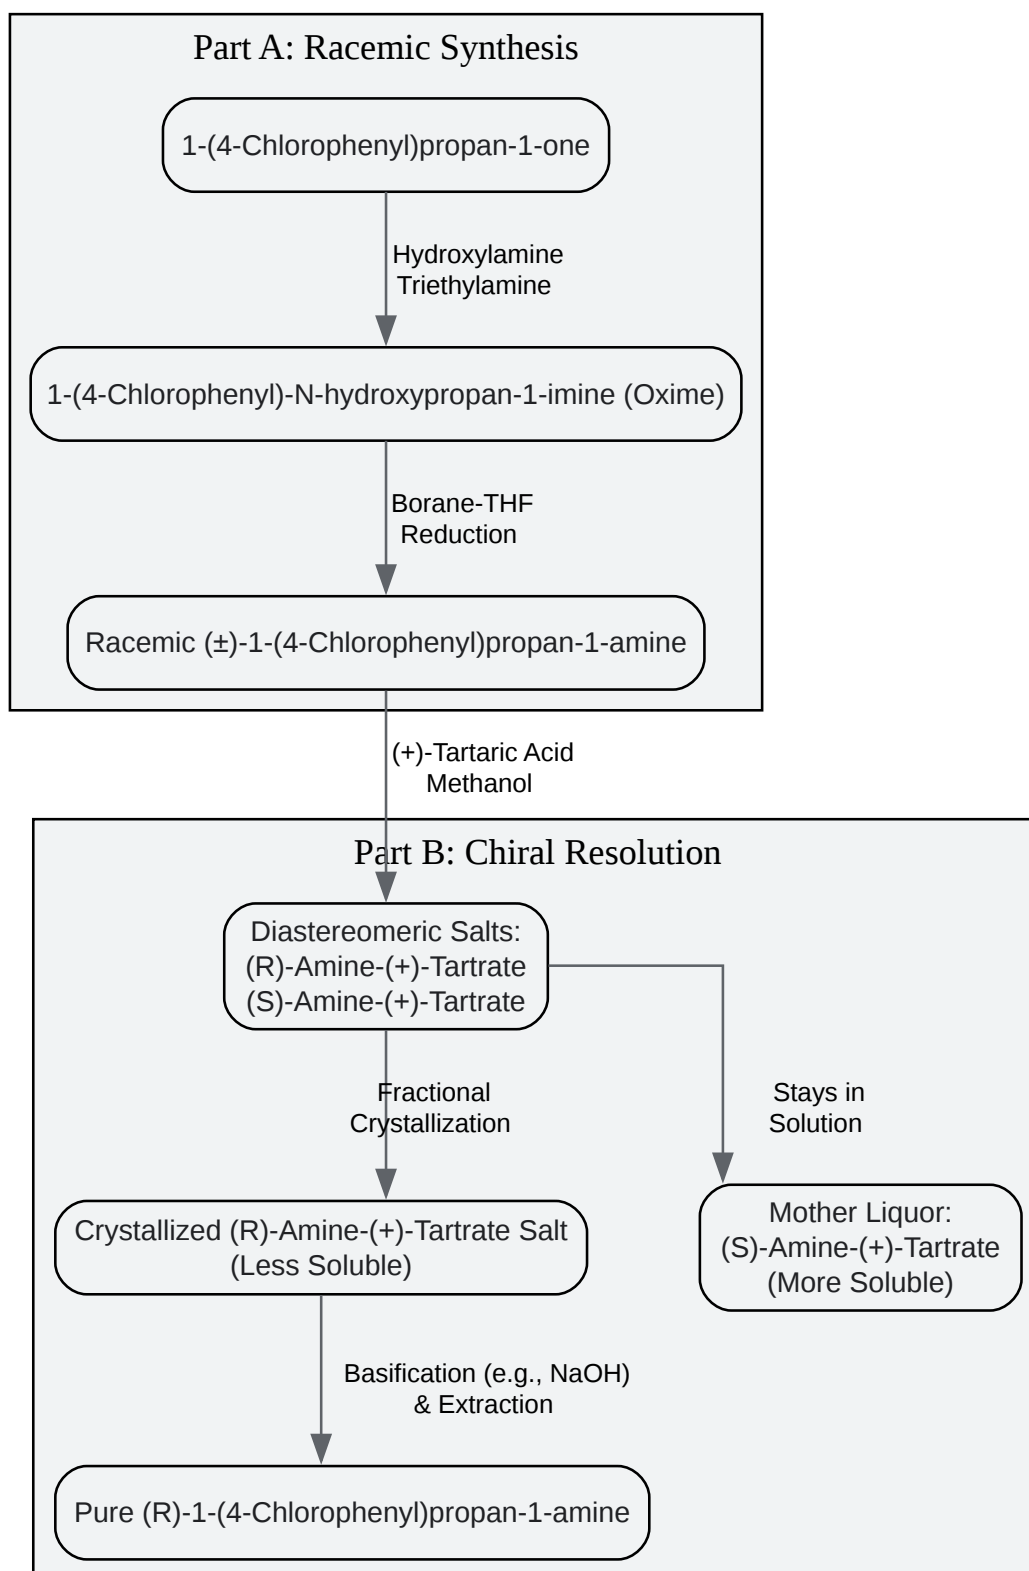 Part A: Racemic Synthesis
1-(4-Chlorophenyl)propan-1-one
Hydroxylamine
Triethylamine
1-(4-Chlorophenyl)-N-hydroxypropan-1-imine (Oxime)
Borane-THF
Reduction
Racemic (±)-1-(4-Chlorophenyl)propan-1-amine
(+)-Tartaric Acid
Methanol
Part B: Chiral Resolution
Diastereomeric Salts:
(R)-Amine-(+)-Tartrate
(S)-Amine-(+)-Tartrate
Fractional
Crystallization
Stays in
Solution
Crystallized (R)-Amine-(+)-Tartrate Salt
(Less Soluble)
Mother Liquor:
(S)-Amine-(+)-Tartrate
(More Soluble)
Basification (e.g., NaOH)
& Extraction
Pure (R)-1-(4-Chlorophenyl)propan-1-amine